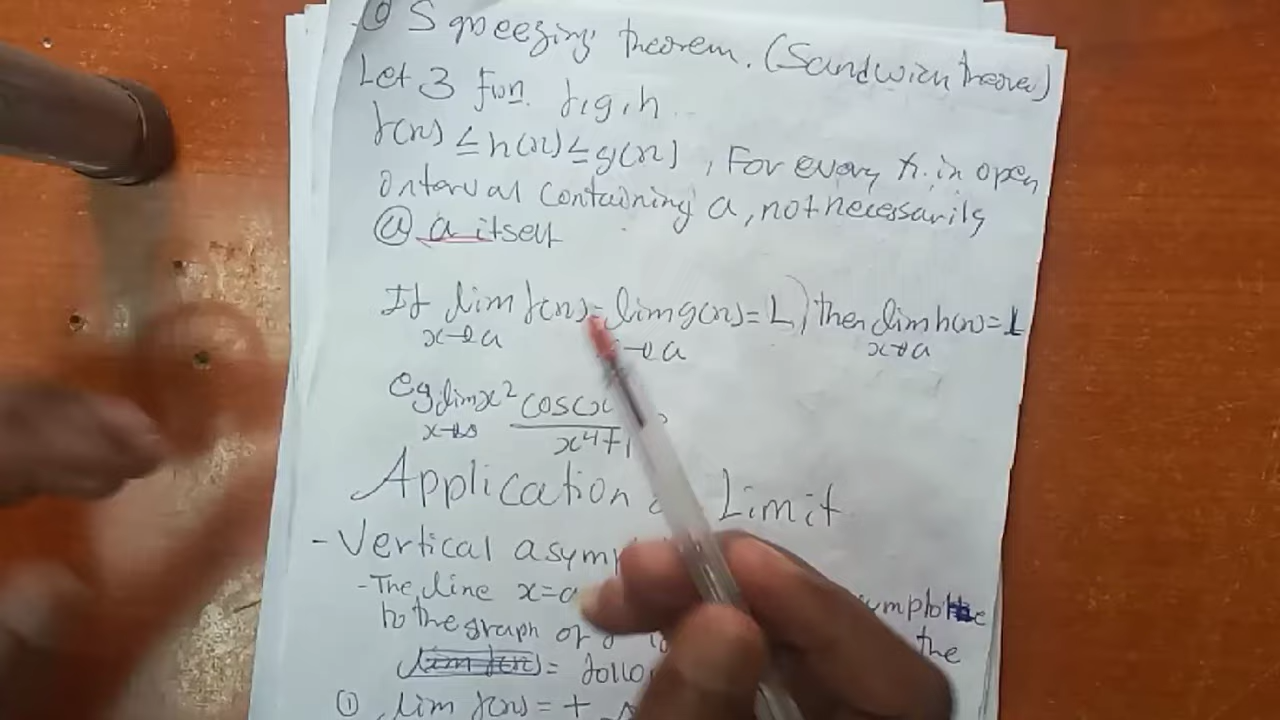 Squeezing theorem. (Sandwich theorem)
Let 3 fun. f, g, h
f(x) ≤ h(x) ≤ g(x), For every x in open
interval containing a, not necessarily
@ a itself
If lim f(x) = lim g(x) = L, then lim h(x) = L
x→a x→a
eg lim x² cos
x→∞ x⁴+1
Application Limit
- Vertical
- The line x=a
to the graph of the
= follo
① lim f(x) = +